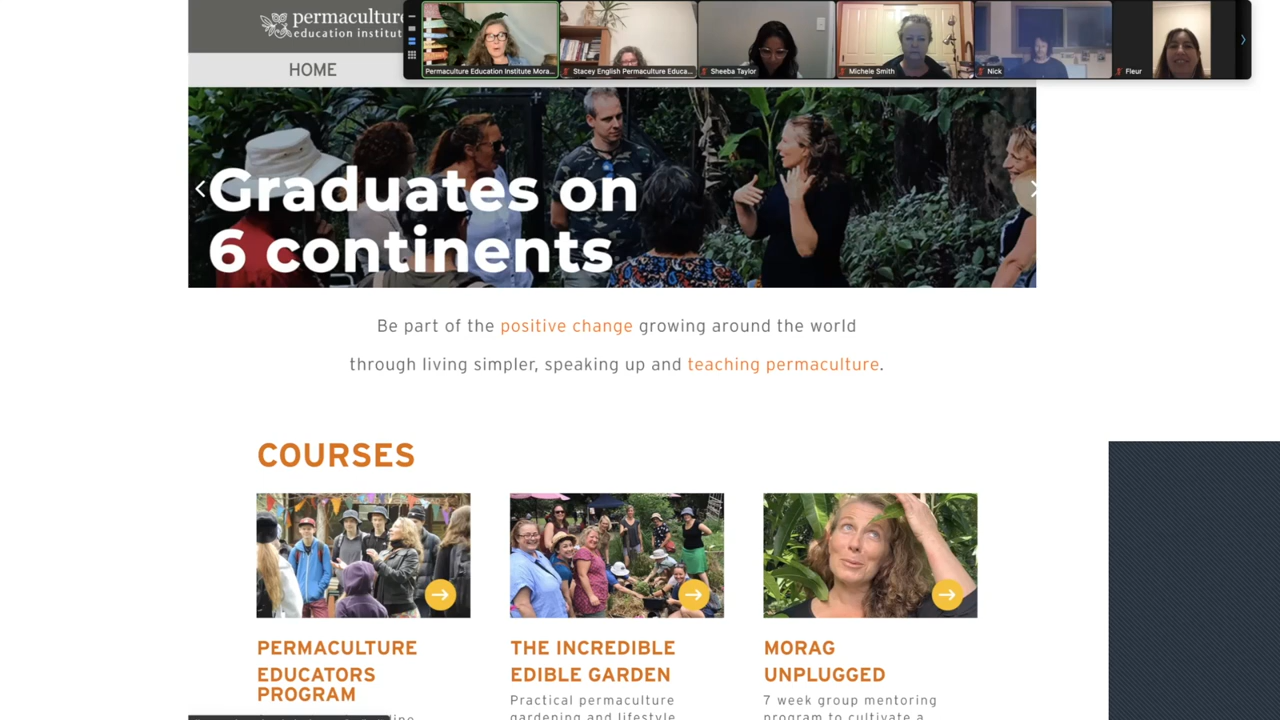 permaculture
education institut
HOME
Permaculture Education Institute Mora...
Stacey English Permaculture Educa...
Sheeba Taylor
Michele Smith
Nick
Fleur
Graduates on
6 continents
Be part of the positive change growing around the world
through living simpler, speaking up and teaching permaculture.
COURSES
PERMACULTURE
EDUCATORS
PROGRAM
THE INCREDIBLE
EDIBLE GARDEN
Practical permaculture
gardening and lifestyle
MORAG
UNPLUGGED
7 week group mentoring
program to cultivate a